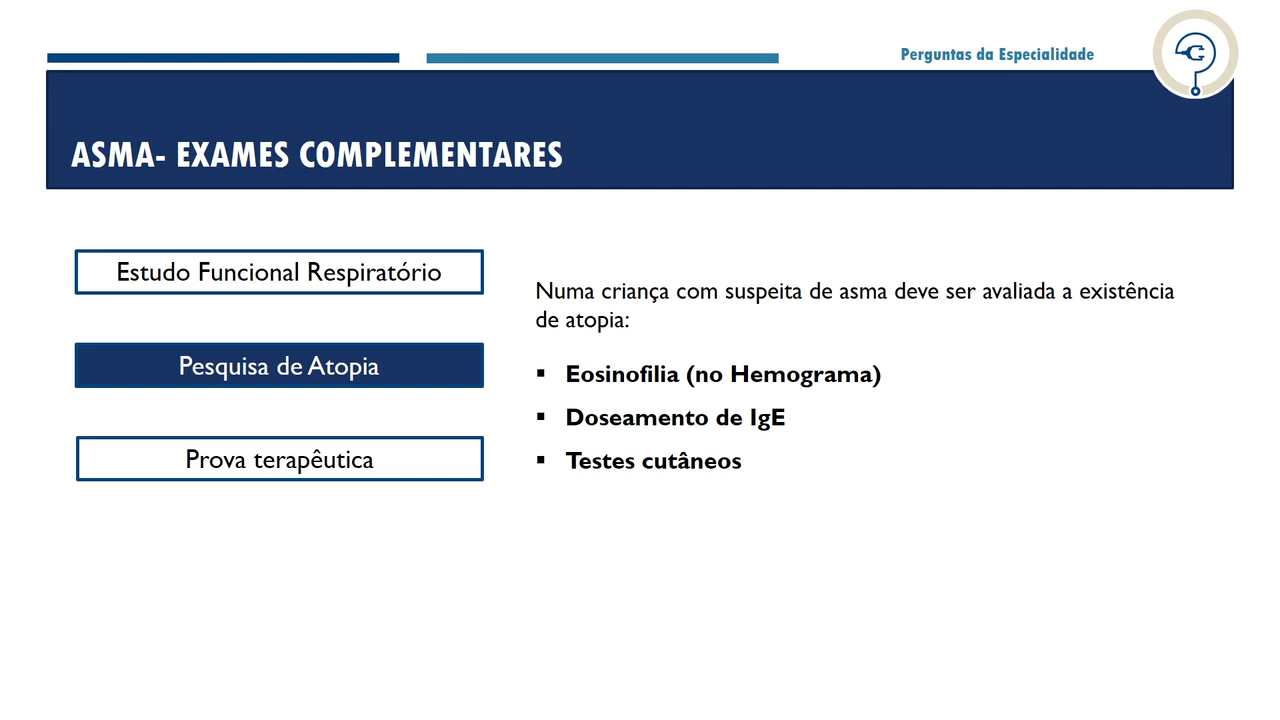 Perguntas da Especialidade
G
ASMA- EXAMES COMPLEMENTARES
Estudo Funcional Respiratório
Pesquisa de Atopia
Prova terapêutica
Numa criança com suspeita de asma deve ser avaliada a existência
de atopia:
▪ Eosinofilia (no Hemograma)
▪ Doseamento de IgE
▪ Testes cutâneos